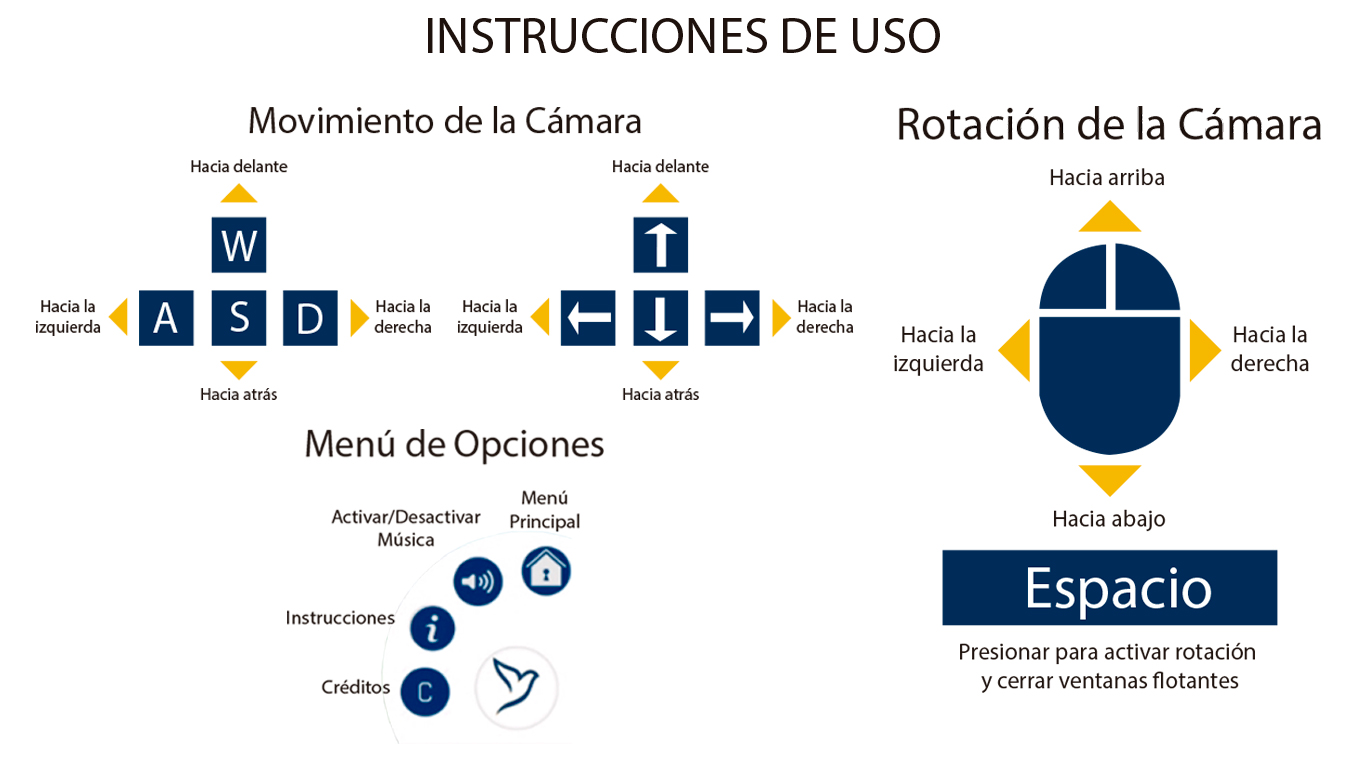 INSTRUCCIONES DE USO
Movimiento de la Cámara
Hacia delante
W
Hacia la
izquierda
A
S
D
Hacia la
derecha
Hacia atrás
Hacia delante
Hacia la
izquierda
Hacia la
derecha
Hacia atrás
Rotación de la Cámara
Hacia arriba
Hacia la
izquierda
Hacia la
derecha
Hacia abajo
Espacio
Presionar para activar rotación
y cerrar ventanas flotantes
Menú de Opciones
Menú
Principal
Activar/Desactivar
Música
Instrucciones
i
Créditos
C